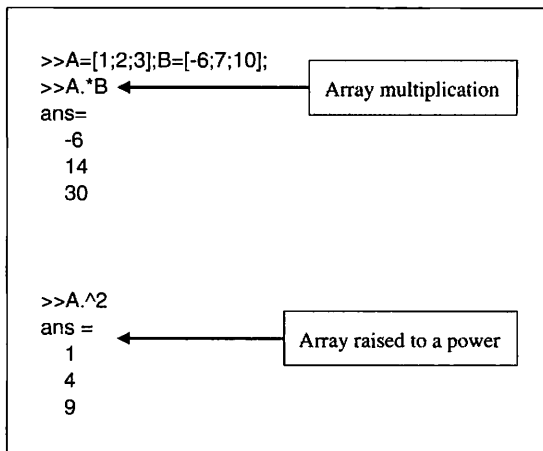 >>A=[1;2;3];B=[-6;7;10];
>>A.*B
Array multiplication
ans=
-6
14
30
>>A.^2
ans =
Array raised to a power
1
4
9